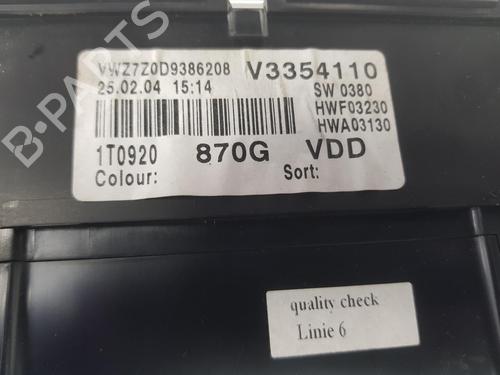 VWZ7Z0D9386208 V3354110
25.02.04 15:14 SW 0380
HWF03230
HWA03130
1T0920 870G VDD
Colour: Sort:
quality check
Linie 6
B-PARTS